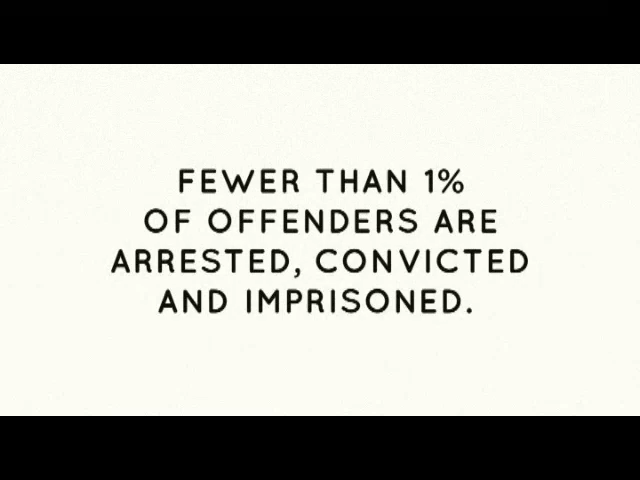 FEWER THAN 1%
OF OFFENDERS ARE
ARRESTED, CONVICTED
AND IMPRISONED.